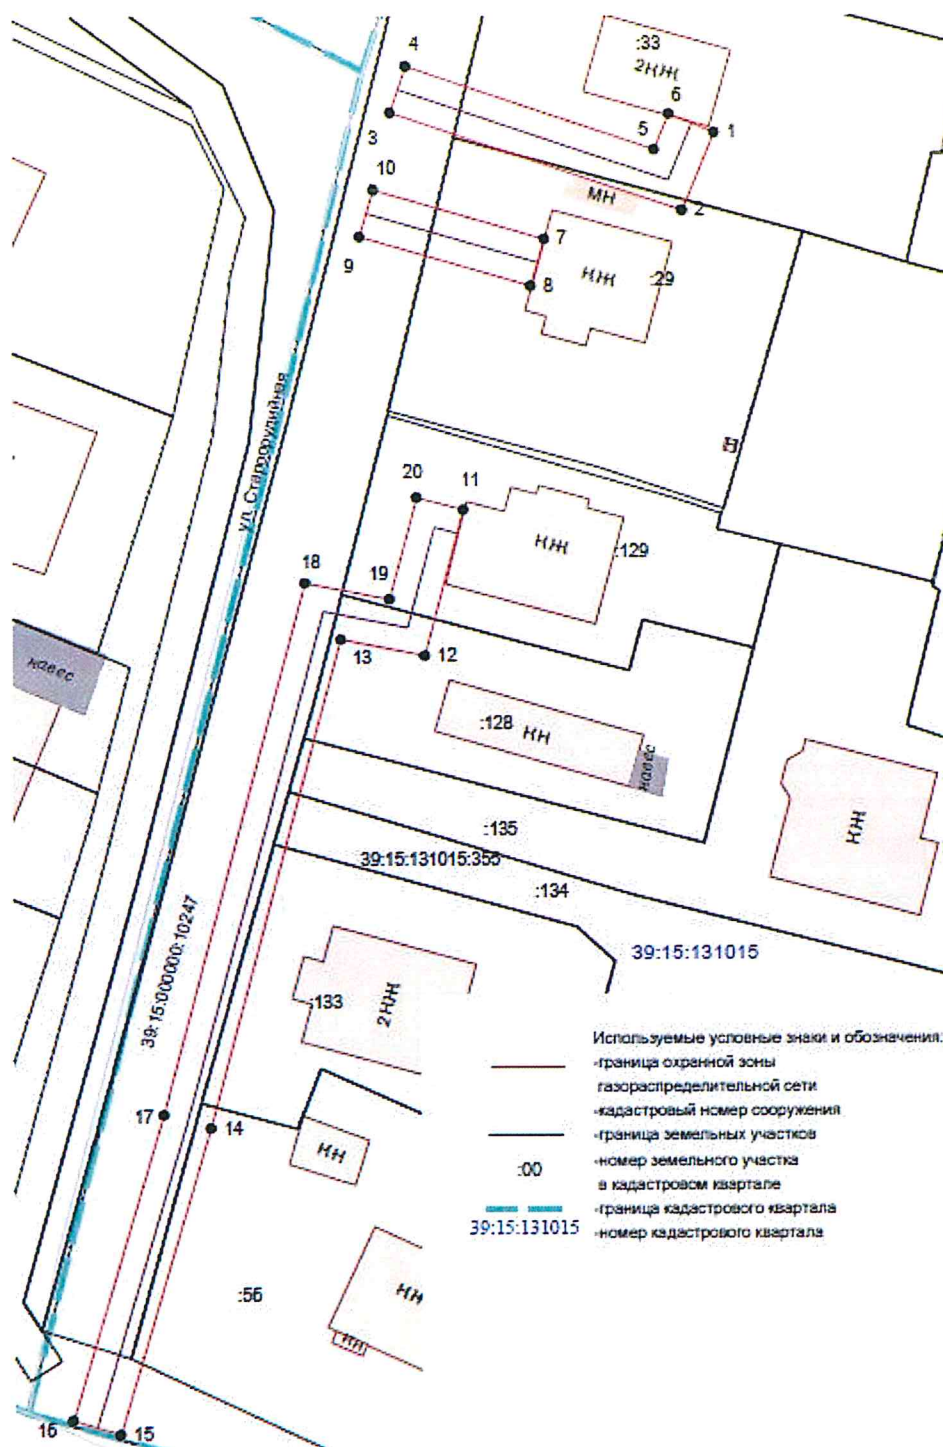 4
:33
2НЖ
6
5
1
3
10
МН
2
7
9
8
НЖ
:29
ул. Старорудийная
Н
20
11
НЖ
:129
18
19
13
12
навес
:128
НН
навес
:135
39:15:131015:355
:134
НЖ
39:15:131015
39:15:000000:10247
:133
2НЖ
17
14
НН
:56
НН
16
15
Используемые условные знаки и обозначения:
-граница охранной зоны
газораспределительной сети
-кадастровый номер сооружения
-граница земельных участков
:00
-номер земельного участка
в кадастровом квартале
-граница кадастрового квартала
39:15:131015
-номер кадастрового квартала